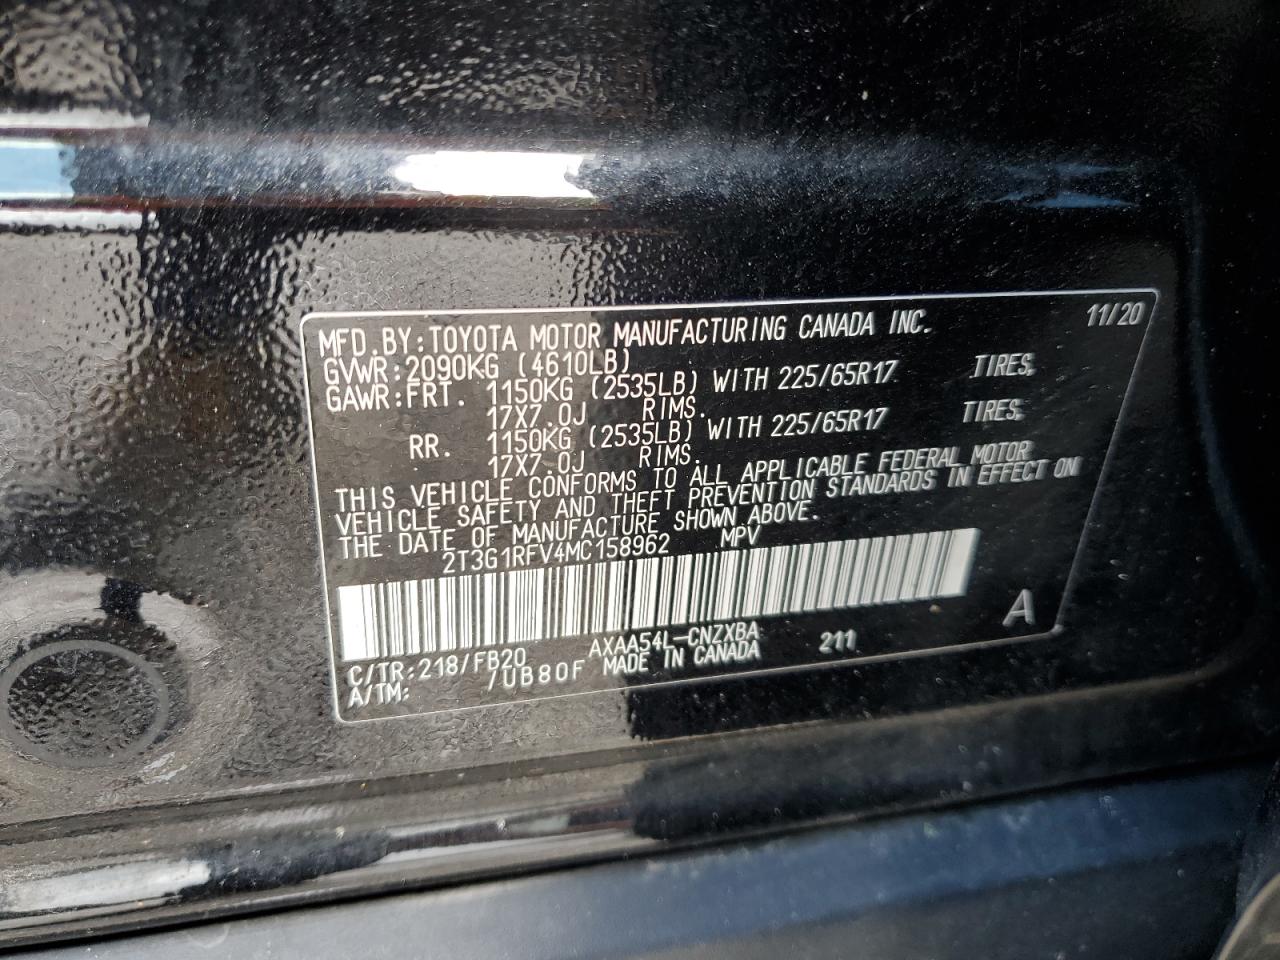 MFD.BY:TOYOTA MOTOR MANUFACTURING CANADA INC. 11/20
GVWR:2090KG (4610LB)
GAWR:FRT. 1150KG (2535LB) WITH 225/65R17 TIRES,
17X7.0J RIMS.
RR. 1150KG (2535LB) WITH 225/65R17 TIRES,
17X7.0J RIMS.
THIS VEHICLE CONFORMS TO ALL APPLICABLE FEDERAL MOTOR
VEHICLE SAFETY AND THEFT PREVENTION STANDARDS IN EFFECT ON
THE DATE OF MANUFACTURE SHOWN ABOVE.
2T3G1RFV4MC158962 MPV
A
C/TR:218/FB20 AXAA54L-CNZXBA 211
A/TM: /UB80F MADE IN CANADA